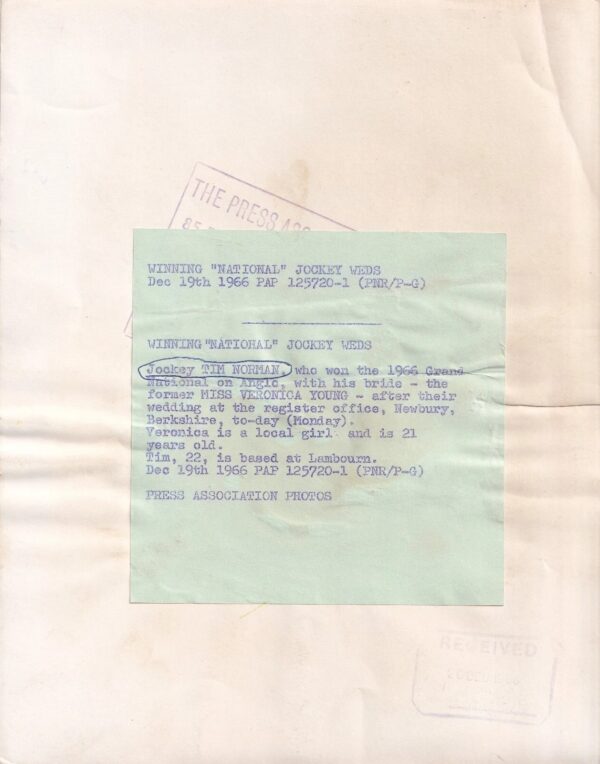 THE PRESS ASS
85
WINNING "NATIONAL" JOCKEY WEDS
Dec 19th 1966 PAP 125720-1 (PNR/P-G)
WINNING "NATIONAL" JOCKEY WEDS
Jockey TIM NORMAN, who won the 1966 Grand
National on Anglo, with his bride - the
former MISS VERONICA YOUNG - after their
wedding at the register office, Newbury,
Berkshire, to-day (Monday).
Veronica is a local girl and is 21
years old.
Tim, 22, is based at Lambourn.
Dec 19th 1966 PAP 125720-1 (PNR/P-G)
PRESS ASSOCIATION PHOTOS
RECEIVED